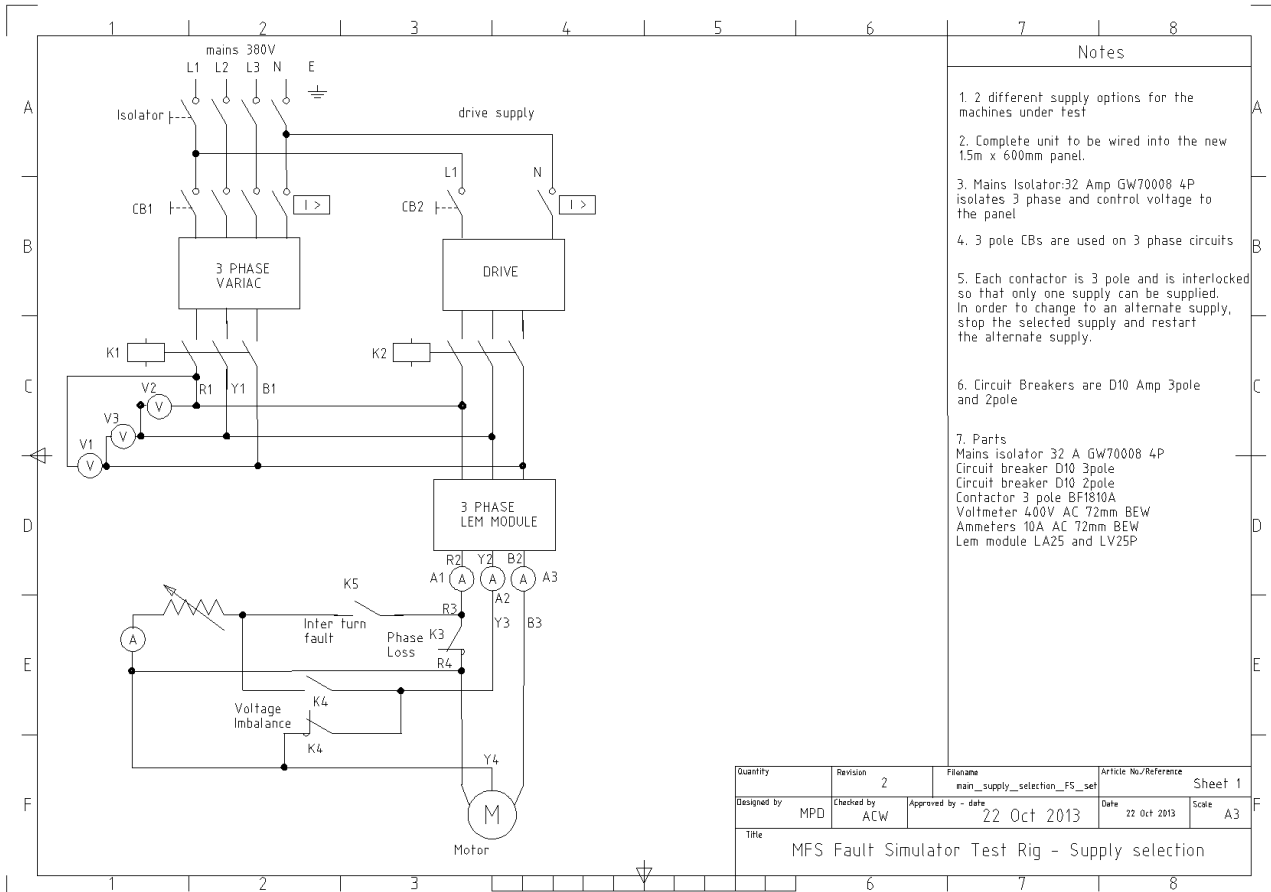 1 2 3 4 5 6 7 8
mains 380V
L1 L2 L3 N E
Isolator
drive supply
L1 N
CB1
I >
CB2
I >
3 PHASE
VARIAC
DRIVE
K1
K2
R1 Y1 B1
V2
V
V3
V
V1
V
3 PHASE
LEM MODULE
R2 Y2 B2
A1 A A A A3
A2
K5
R3
Y3 B3
Inter turn
fault
Phase
Loss
K3
A
R4
K4
Voltage
Imbalance
K4
Y4
M
Motor
A
B
C
D
E
F
A
B
C
D
E
F
Notes
1. 2 different supply options for the
machines under test
2. Complete unit to be wired into the new
1.5m x 600mm panel.
3. Mains Isolator:32 Amp GW70008 4P
isolates 3 phase and control voltage to
the panel
4. 3 pole CBs are used on 3 phase circuits
5. Each contactor is 3 pole and is interlocked
so that only one supply can be supplied.
In order to change to an alternate supply,
stop the selected supply and restart
the alternate supply.
6. Circuit Breakers are D10 Amp 3pole
and 2pole
7. Parts
Mains isolator 32 A GW70008 4P
Circuit breaker D10 3pole
Circuit breaker D10 2pole
Contactor 3 pole BF1810A
Voltmeter 400V AC 72mm BEW
Ammeters 10A AC 72mm BEW
Lem module LA25 and LV25P
Quantity
Revision
2
Filename
main_supply_selection_FS_set
Article No./Reference
Sheet 1
Designed by
MPD
Checked by
ACW
Approved by - date
22 Oct 2013
Date
22 Oct 2013
Scale
A3
Title
MFS Fault Simulator Test Rig - Supply selection
1 2 3 6 7 8